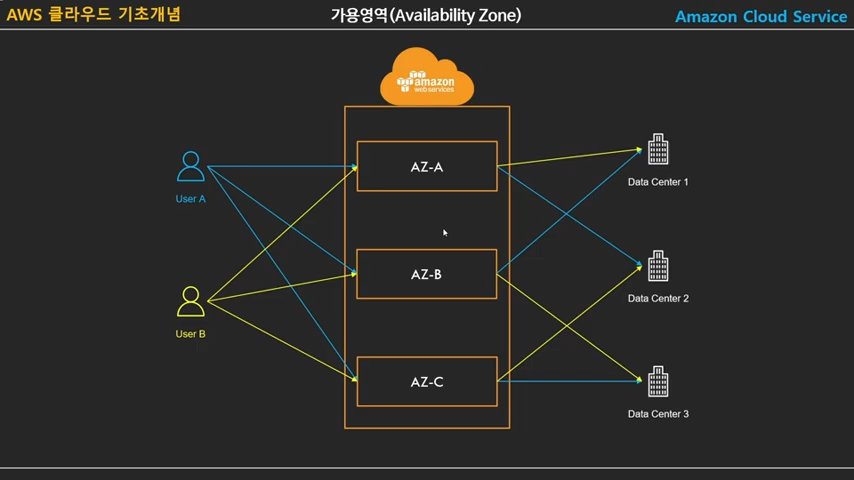 AWS 클라우드 기초개념
가용영역(Availability Zone)
Amazon Cloud Service
amazon
web services
AZ-A
User A
Data Center 1
AZ-B
Data Center 2
User B
AZ-C
Data Center 3